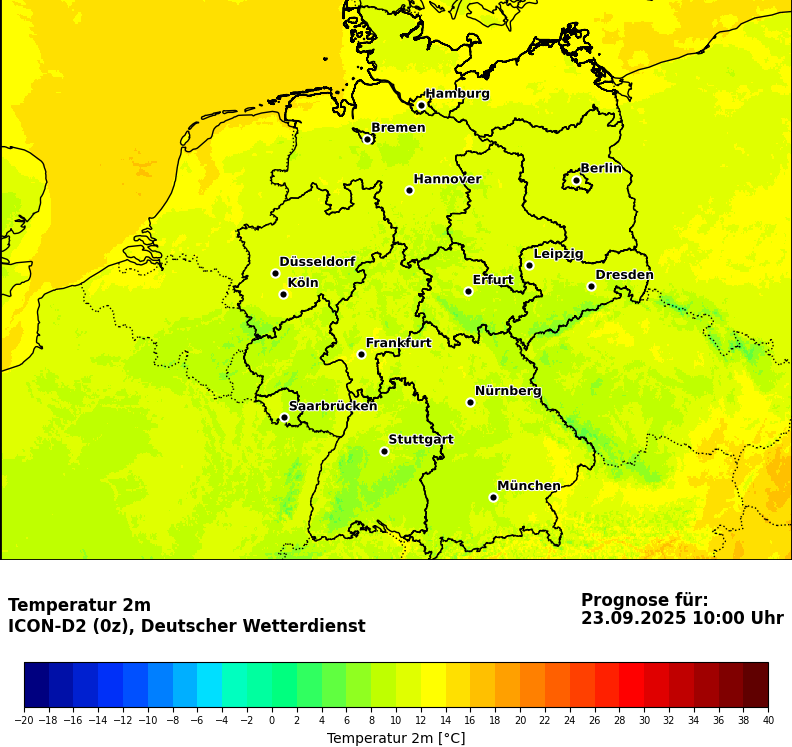 Hamburg
Bremen
Berlin
Hannover
Leipzig
Düsseldorf
Dresden
Köln
Erfurt
Frankfurt
Nürnberg
Saarbrücken
Stuttgart
München
Temperatur 2m
ICON-D2 (0z), Deutscher Wetterdienst
Prognose für:
23.09.2025 10:00 Uhr
−20 −18 −16 −14 −12 −10 −8 −6 −4 −2 0 2 4 6 8 10 12 14 16 18 20 22 24 26 28 30 32 34 36 38 40
Temperatur 2m [°C]